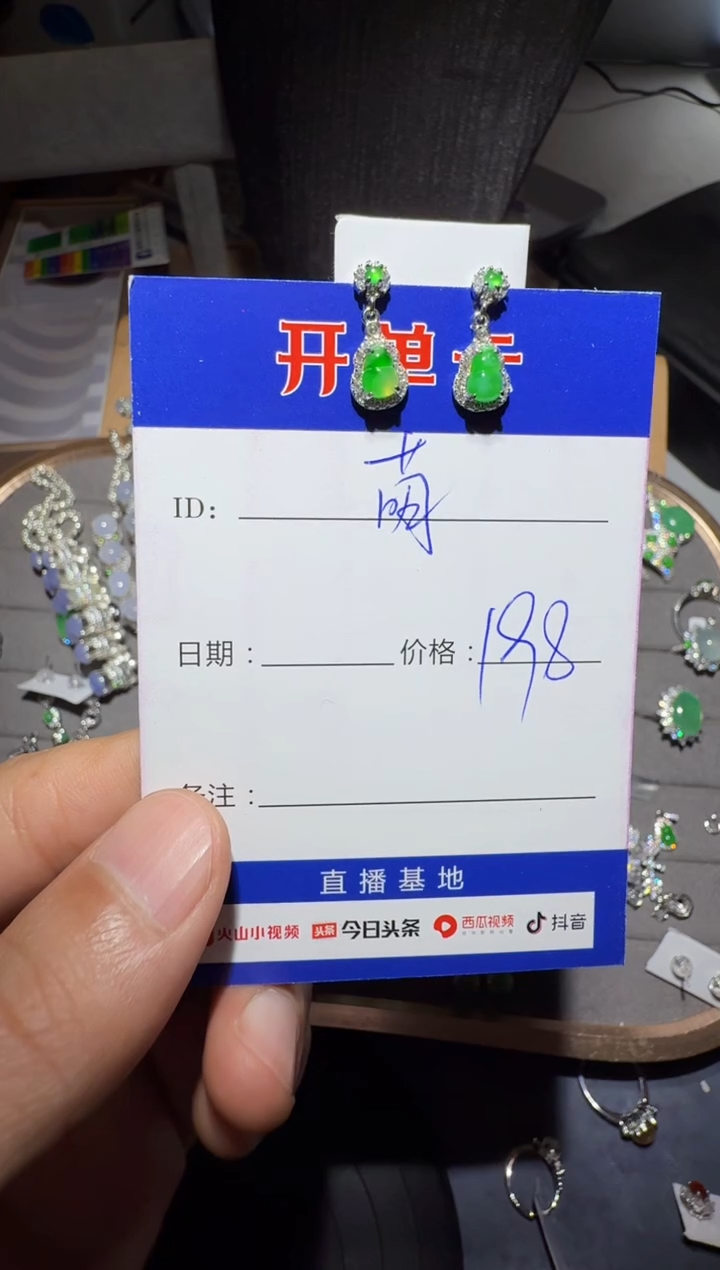 开单卡
ID： 萌
日期： 价格：198
备注：
直播基地
火山小视频 头条 今日头条 西瓜视频 抖音